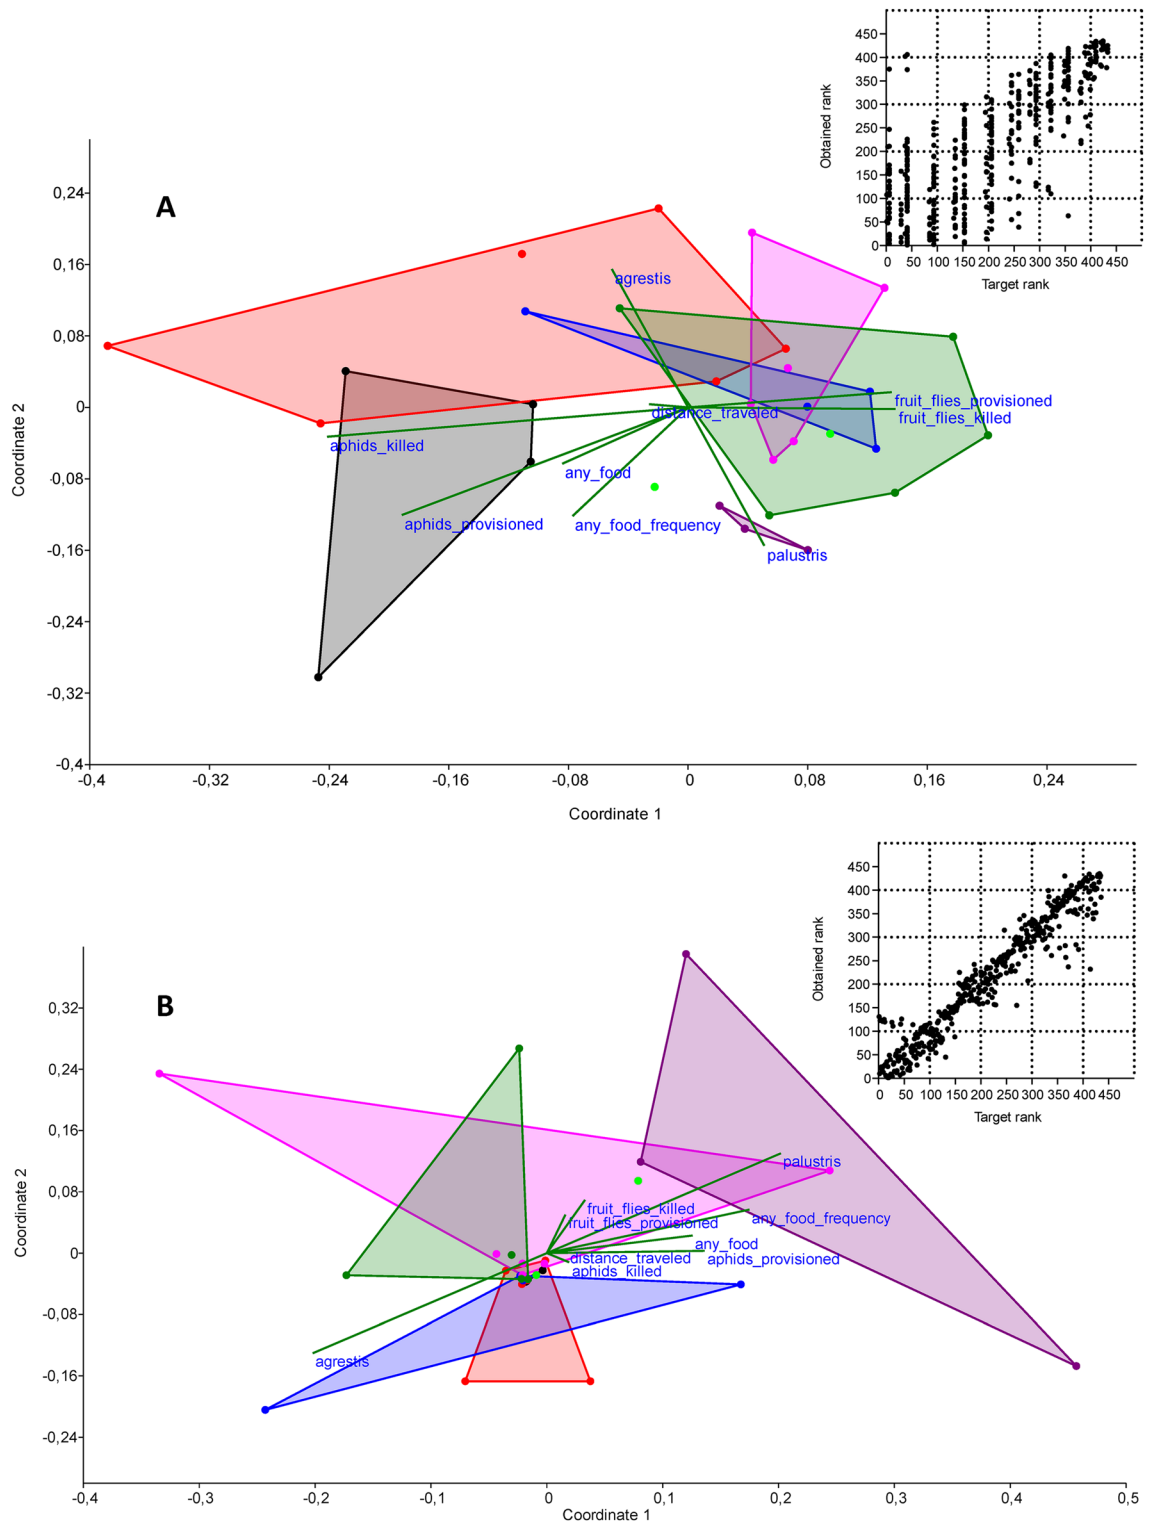 450
400
350
300
250
200
150
100
50
0
Obtained rank
0 50 100 150 200 250 300 350 400 450
Target rank
A
0,24
0,16
0,08
0
-0,08
-0,16
-0,24
-0,32
-0,4
Coordinate 2
agrestis
fruit_flies_provisioned
distance_traveled
fruit_flies_killed
aphids_killed
any_food
aphids_provisioned
any_food_frequency
palustris
-0,4 -0,32 -0,24 -0,16 -0,08 0 0,08 0,16 0,24
Coordinate 1
450
400
350
300
250
200
150
100
50
0
Obtained rank
0 50 100 150 200 250 300 350 400 450
Target rank
B
0,32
0,24
0,16
0,08
0
-0,08
-0,16
-0,24
Coordinate 2
palustris
fruit_flies_killed
any_food_frequency
fruit_flies_provisioned
any_food
distance_traveled
aphids_provisioned
aphids_killed
agrestis
-0,4 -0,3 -0,2 -0,1 0 0,1 0,2 0,3 0,4 0,5
Coordinate 1